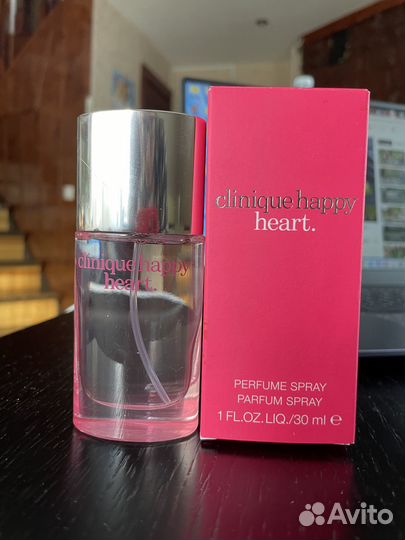 clinique happy
heart.
clinique happy
heart.
PERFUME SPRAY
PARFUM SPRAY
1 FL.OZ.LIQ./30 ml e
Avito